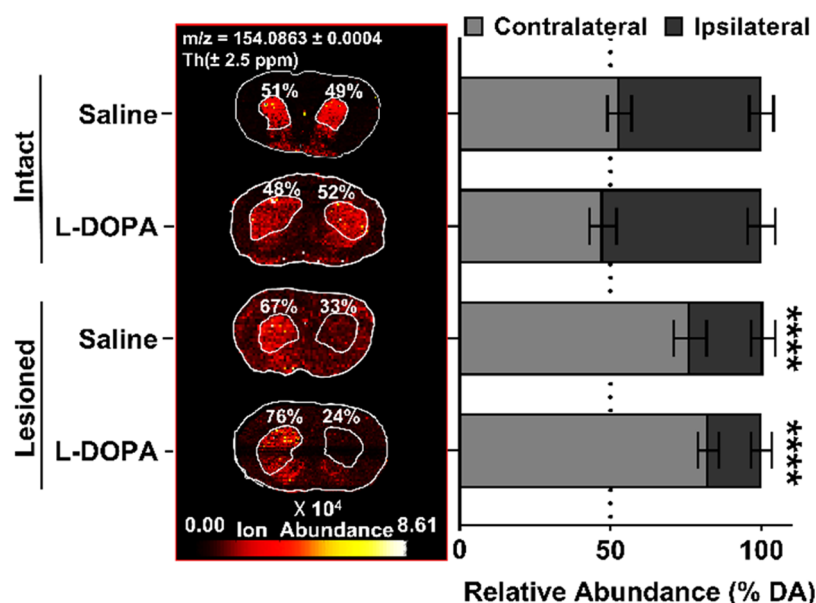 m/z = 154.0863 ± 0.0004
Th(± 2.5 ppm)
Contralateral Ipsilateral
Intact
Saline
51% 49%
L-DOPA
48% 52%
Lesioned
Saline
67% 33%
****
L-DOPA
76% 24%
****
X 10⁴
0.00 Ion Abundance 8.61
0 50 100
Relative Abundance (% DA)